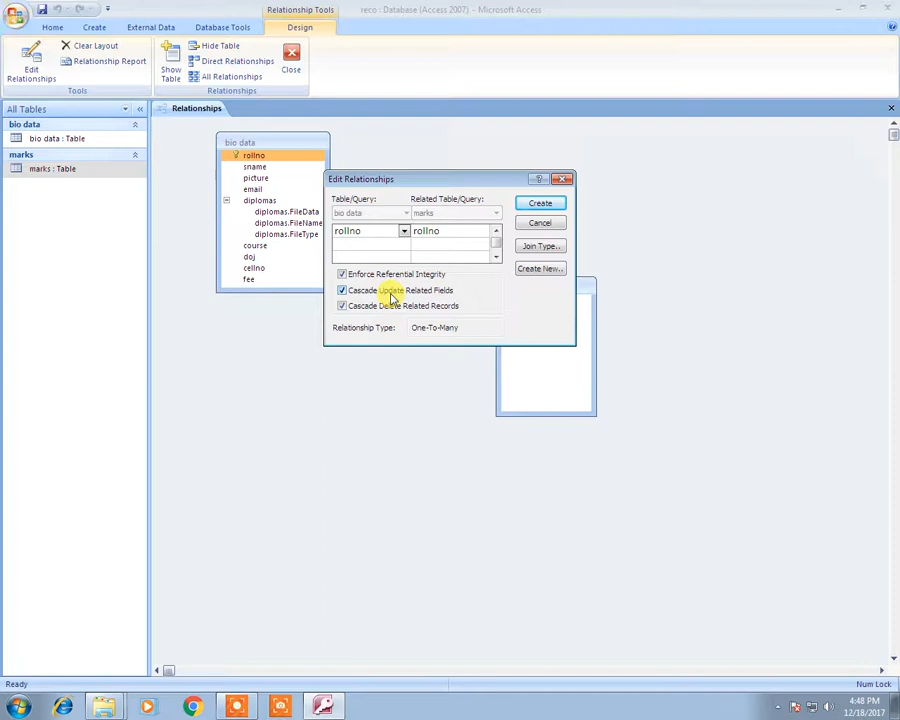 Relationship Tools
reco : Database (Access 2007) - Microsoft Access
Home Create External Data Database Tools Design
Edit Relationships
Clear Layout
Relationship Report
Tools
Show Table
Hide Table
Direct Relationships
All Relationships
Close
Relationships
All Tables
bio data
bio data : Table
marks
marks : Table
Relationships
bio data
rollno
sname
picture
email
diplomas
diplomas.FileData
diplomas.FileName
diplomas.FileType
course
doj
cellno
fee
Edit Relationships
Table/Query: Related Table/Query:
bio data marks
rollno rollno
Create
Cancel
Join Type..
Create New..
Enforce Referential Integrity
Cascade Update Related Fields
Cascade Delete Related Records
Relationship Type: One-To-Many
Ready
Num Lock
4:48 PM
12/18/2017